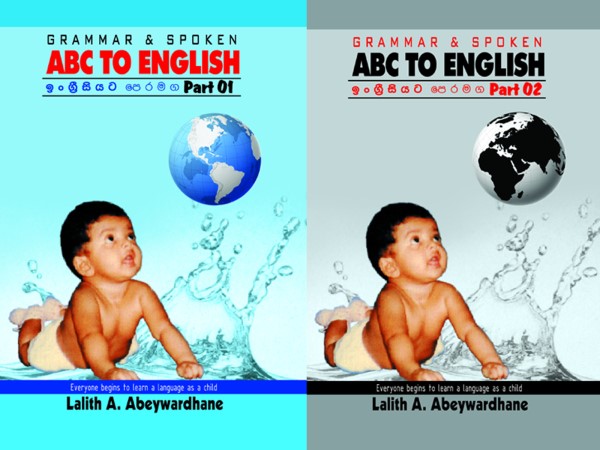 GRAMMAR & SPOKEN
ABC TO ENGLISH
ඉංග්‍රීසියට පෙරමග Part 01
Everyone begins to learn a language as a child
Lalith A. Abeywardhane
GRAMMAR & SPOKEN
ABC TO ENGLISH
ඉංග්‍රීසියට පෙරමග Part 02
Everyone begins to learn a language as a child
Lalith A. Abeywardhane